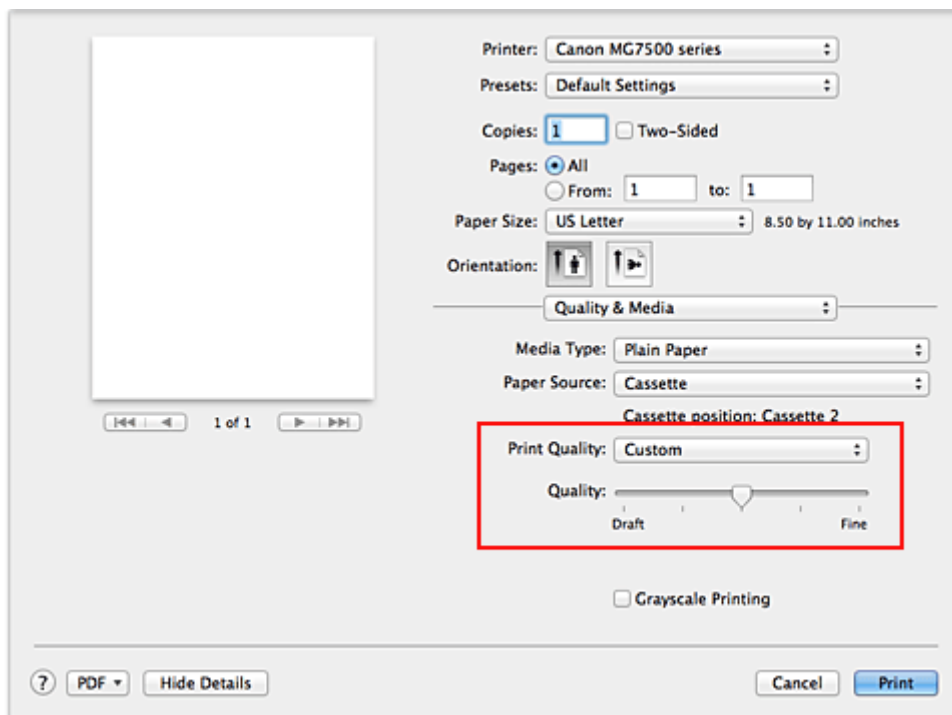 Printer: Canon MG7500 series
Presets: Default Settings
Copies: 1 Two-Sided
Pages: All
From: 1 to: 1
Paper Size: US Letter 8.50 by 11.00 inches
Orientation:
Quality & Media
Media Type: Plain Paper
Paper Source: Cassette
Cassette position: Cassette 2
1 of 1
Print Quality: Custom
Quality:
Draft Fine
Grayscale Printing
? PDF Hide Details Cancel Print